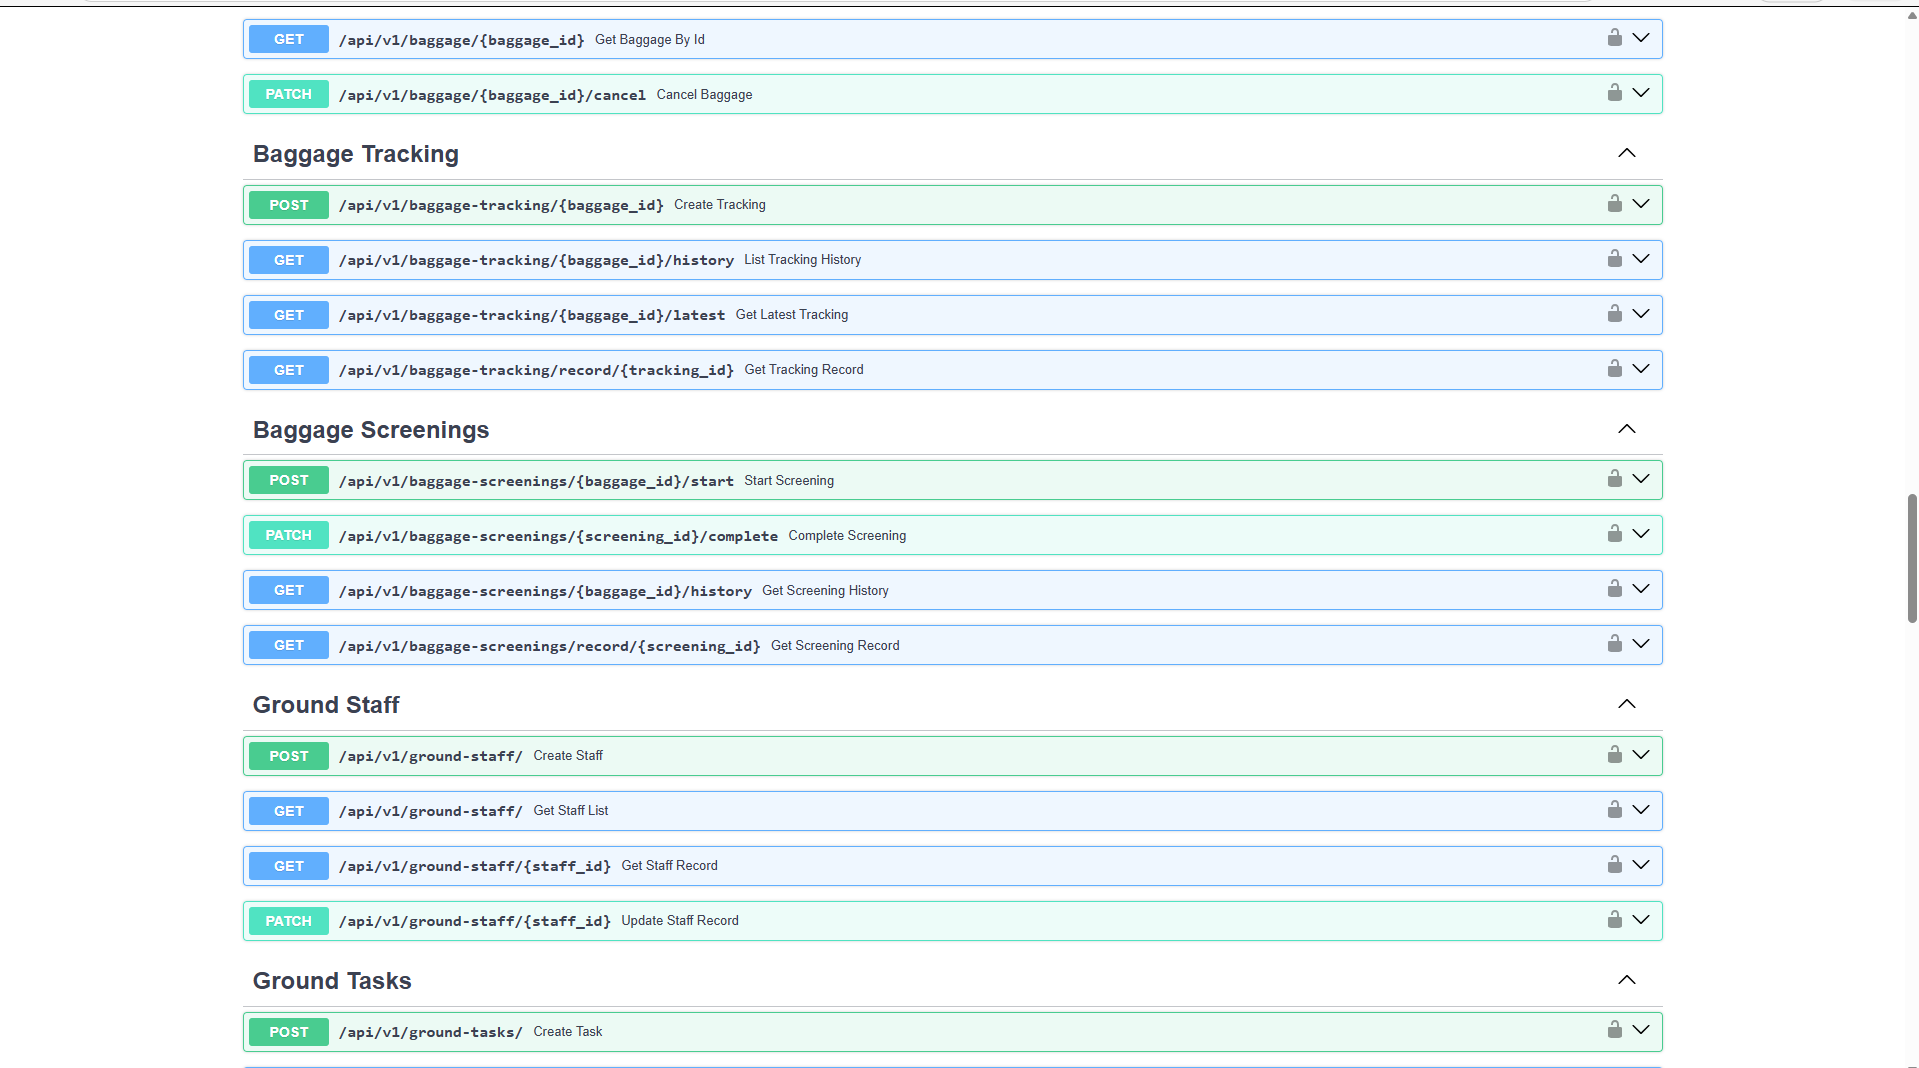 GET /api/v1/baggage/{baggage_id} Get Baggage By Id
PATCH /api/v1/baggage/{baggage_id}/cancel Cancel Baggage
Baggage Tracking
POST /api/v1/baggage-tracking/{baggage_id} Create Tracking
GET /api/v1/baggage-tracking/{baggage_id}/history List Tracking History
GET /api/v1/baggage-tracking/{baggage_id}/latest Get Latest Tracking
GET /api/v1/baggage-tracking/record/{tracking_id} Get Tracking Record
Baggage Screenings
POST /api/v1/baggage-screenings/{baggage_id}/start Start Screening
PATCH /api/v1/baggage-screenings/{screening_id}/complete Complete Screening
GET /api/v1/baggage-screenings/{baggage_id}/history Get Screening History
GET /api/v1/baggage-screenings/record/{screening_id} Get Screening Record
Ground Staff
POST /api/v1/ground-staff/ Create Staff
GET /api/v1/ground-staff/ Get Staff List
GET /api/v1/ground-staff/{staff_id} Get Staff Record
PATCH /api/v1/ground-staff/{staff_id} Update Staff Record
Ground Tasks
POST /api/v1/ground-tasks/ Create Task